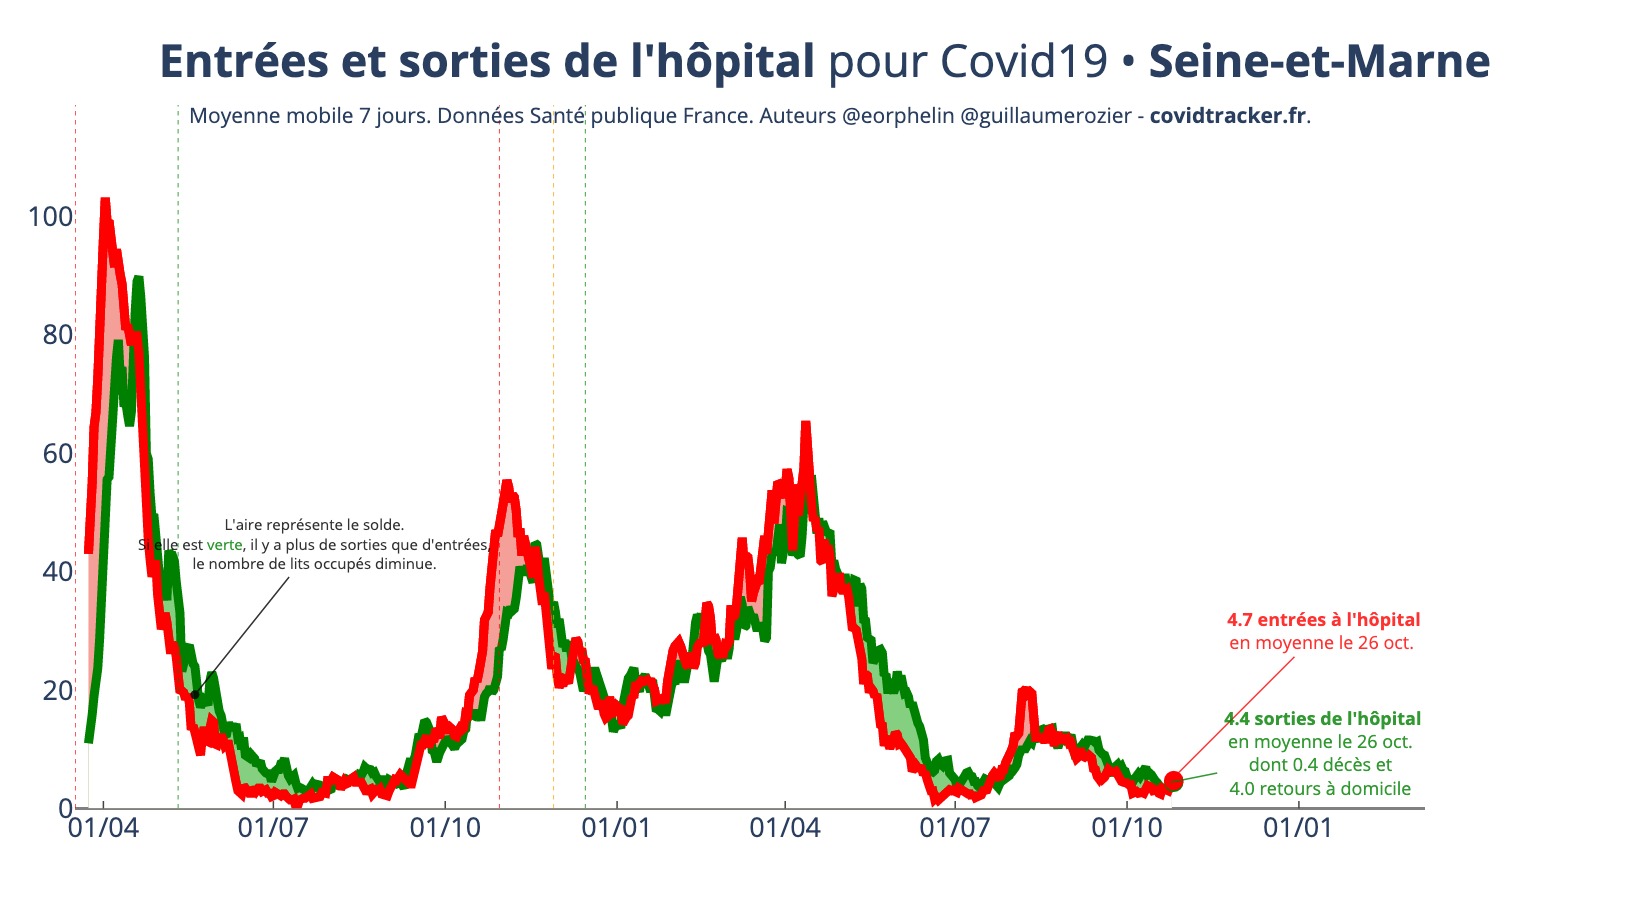 Entrées et sorties de l'hôpital pour Covid19 • Seine-et-Marne
Moyenne mobile 7 jours. Données Santé publique France. Auteurs @eorphelin @guillaumerozier - covidtracker.fr.
100
80
60
40
20
0
L'aire représente le solde.
Si elle est verte, il y a plus de sorties que d'entrées,
le nombre de lits occupés diminue.
4.7 entrées à l'hôpital
en moyenne le 26 oct.
4.4 sorties de l'hôpital
en moyenne le 26 oct.
dont 0.4 décès et
4.0 retours à domicile
01/04 01/07 01/10 01/01 01/04 01/07 01/10 01/01